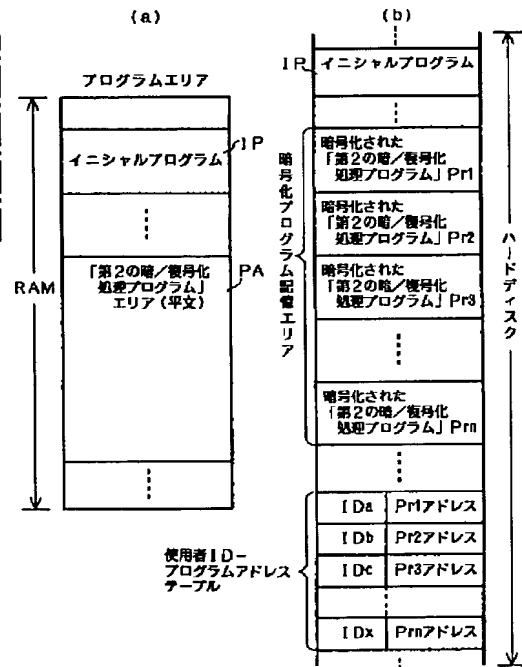 (a)
プログラムエリア
IP
イニシャルプログラム
「第2の暗/復号化
処理プログラム」
エリア(平文)
PA
RAM
(b)
IP
イニシャルプログラム
暗号化プログラム記憶エリア
暗号化された
「第2の暗/復号化
処理プログラム」Pr1
暗号化された
「第2の暗/復号化
処理プログラム」Pr2
暗号化された
「第2の暗/復号化
処理プログラム」Pr3
暗号化された
「第2の暗/復号化
処理プログラム」Prn
使用者ID-
プログラムアドレス
テーブル
IDa Pr1アドレス
IDb Pr2アドレス
IDc Pr3アドレス
IDx Prnアドレス
ハードディスク